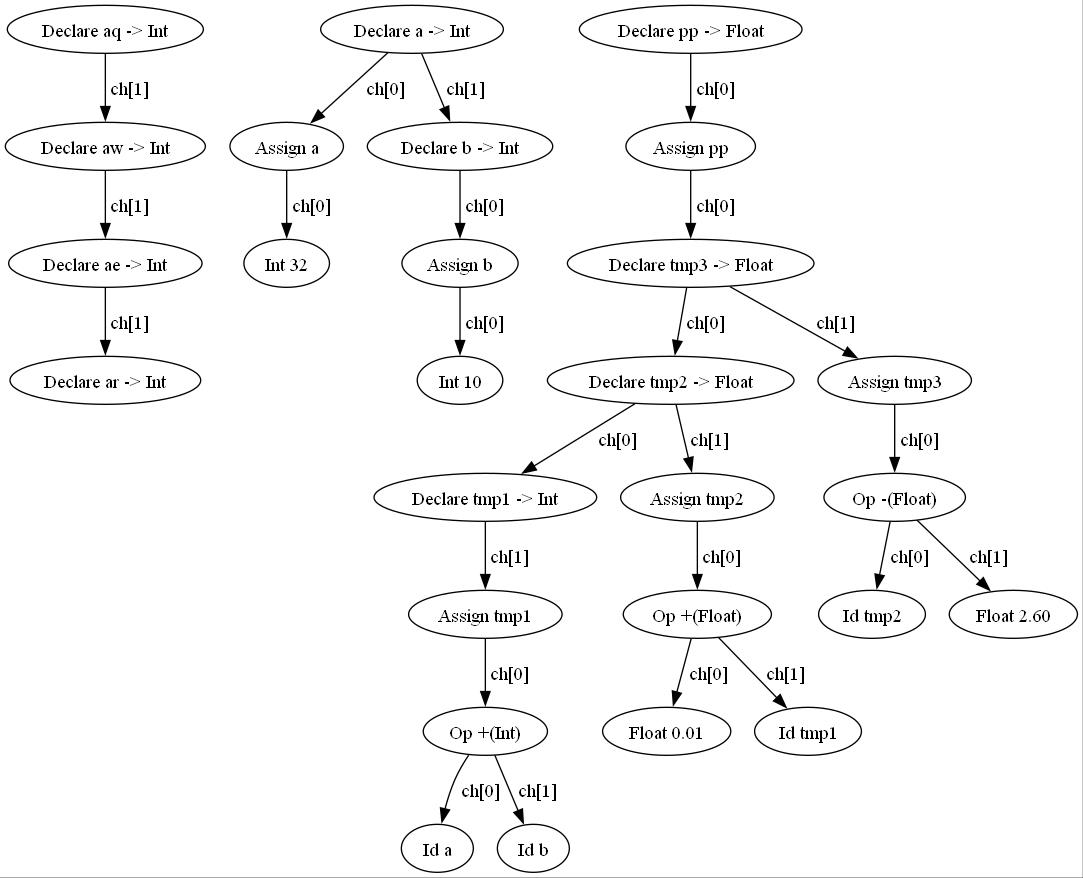 Declare aq -> Int
Declare a -> Int
Declare pp -> Float
ch[1]
ch[0]
ch[1]
ch[0]
Declare aw -> Int
Assign a
Declare b -> Int
Assign pp
ch[1]
ch[0]
ch[0]
ch[0]
Declare ae -> Int
Int 32
Assign b
Declare tmp3 -> Float
ch[1]
ch[0]
ch[0]
ch[1]
Declare ar -> Int
Int 10
Declare tmp2 -> Float
Assign tmp3
ch[0]
ch[1]
ch[0]
Declare tmp1 -> Int
Assign tmp2
Op -(Float)
ch[1]
ch[0]
ch[0]
ch[1]
Assign tmp1
Op +(Float)
Id tmp2
Float 2.60
ch[0]
ch[0]
ch[1]
Op +(Int)
Float 0.01
Id tmp1
ch[0]
ch[1]
Id a
Id b